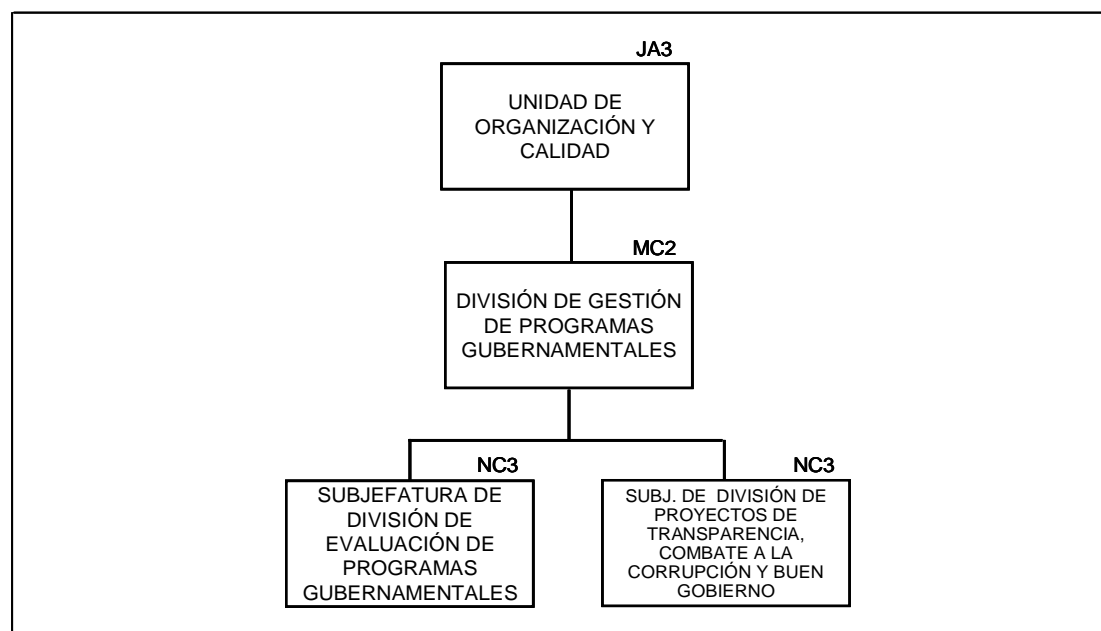 JA3
UNIDAD DE
ORGANIZACIÓN Y
CALIDAD
MC2
DIVISIÓN DE GESTIÓN
DE PROGRAMAS
GUBERNAMENTALES
NC3
SUBJEFATURA DE
DIVISIÓN DE
EVALUACIÓN DE
PROGRAMAS
GUBERNAMENTALES
NC3
SUBJ. DE DIVISIÓN DE
PROYECTOS DE
TRANSPARENCIA,
COMBATE A LA
CORRUPCIÓN Y BUEN
GOBIERNO